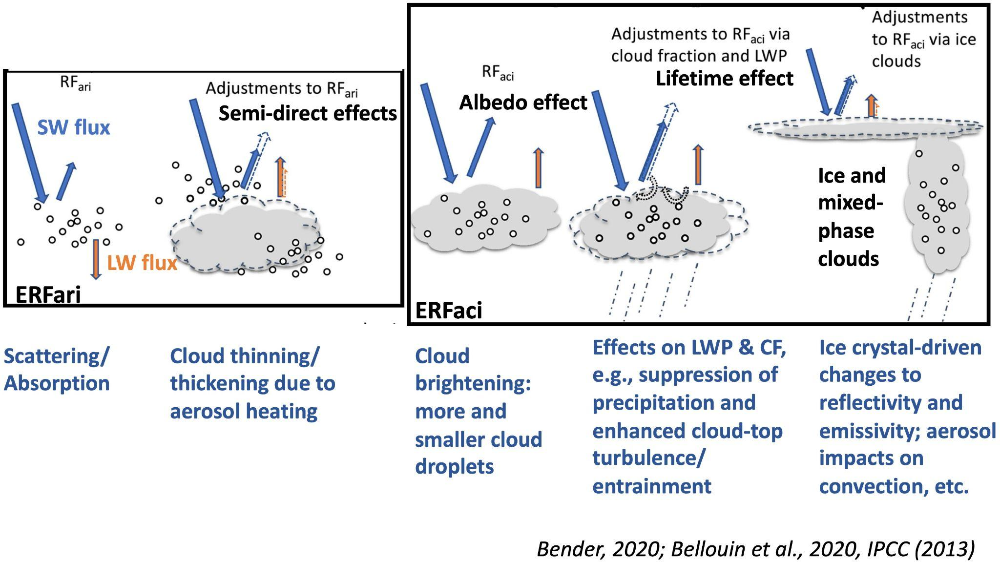 RFari
SW flux
LW flux
ERFari
Adjustments to RFari
Semi-direct effects
RFaci
Albedo effect
ERFaci
Adjustments to RFaci via
cloud fraction and LWP
Lifetime effect
Adjustments
to RFaci via ice
clouds
Ice and
mixed-
phase
clouds
Scattering/
Absorption
Cloud thinning/
thickening due to
aerosol heating
Cloud
brightening:
more and
smaller cloud
droplets
Effects on LWP & CF,
e.g., suppression of
precipitation and
enhanced cloud-top
turbulence/
entrainment
Ice crystal-driven
changes to
reflectivity and
emissivity; aerosol
impacts on
convection, etc.
Bender, 2020; Bellouin et al., 2020, IPCC (2013)